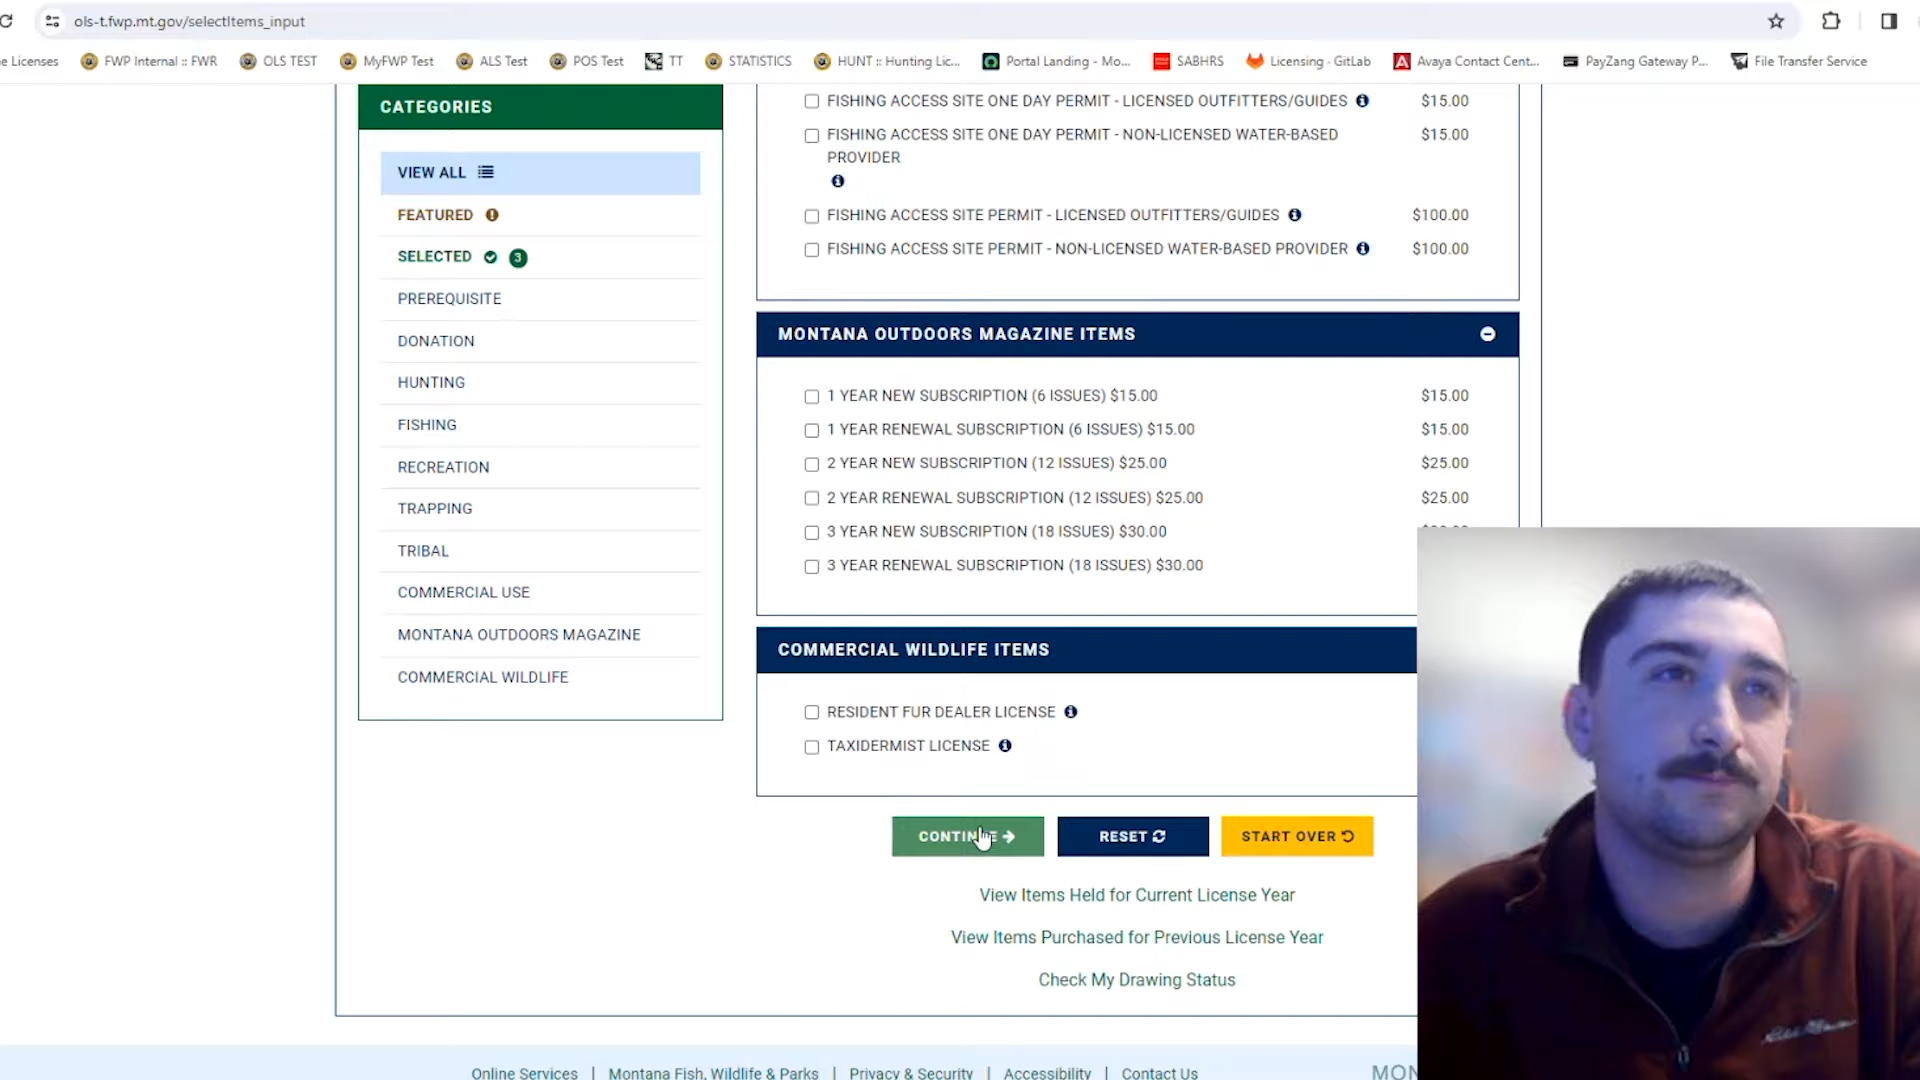 ols-t.fwp.mt.gov/selectItems_input
e Licenses FWP Internal :: FWR OLS TEST MyFWP Test ALS Test POS Test TT STATISTICS HUNT :: Hunting Lic... Portal Landing - Mo... SABHRS Licensing · GitLab Avaya Contact Cent... PayZang Gateway P... File Transfer Service
CATEGORIES
VIEW ALL
FEATURED
SELECTED 3
PREREQUISITE
DONATION
HUNTING
FISHING
RECREATION
TRAPPING
TRIBAL
COMMERCIAL USE
MONTANA OUTDOORS MAGAZINE
COMMERCIAL WILDLIFE
FISHING ACCESS SITE ONE DAY PERMIT - LICENSED OUTFITTERS/GUIDES $15.00
FISHING ACCESS SITE ONE DAY PERMIT - NON-LICENSED WATER-BASED $15.00
PROVIDER
FISHING ACCESS SITE PERMIT - LICENSED OUTFITTERS/GUIDES $100.00
FISHING ACCESS SITE PERMIT - NON-LICENSED WATER-BASED PROVIDER $100.00
MONTANA OUTDOORS MAGAZINE ITEMS
1 YEAR NEW SUBSCRIPTION (6 ISSUES) $15.00 $15.00
1 YEAR RENEWAL SUBSCRIPTION (6 ISSUES) $15.00 $15.00
2 YEAR NEW SUBSCRIPTION (12 ISSUES) $25.00 $25.00
2 YEAR RENEWAL SUBSCRIPTION (12 ISSUES) $25.00 $25.00
3 YEAR NEW SUBSCRIPTION (18 ISSUES) $30.00
3 YEAR RENEWAL SUBSCRIPTION (18 ISSUES) $30.00
COMMERCIAL WILDLIFE ITEMS
RESIDENT FUR DEALER LICENSE
TAXIDERMIST LICENSE
CONTINUE RESET START OVER
View Items Held for Current License Year
View Items Purchased for Previous License Year
Check My Drawing Status
Online Services | Montana Fish, Wildlife & Parks | Privacy & Security | Accessibility | Contact Us MON